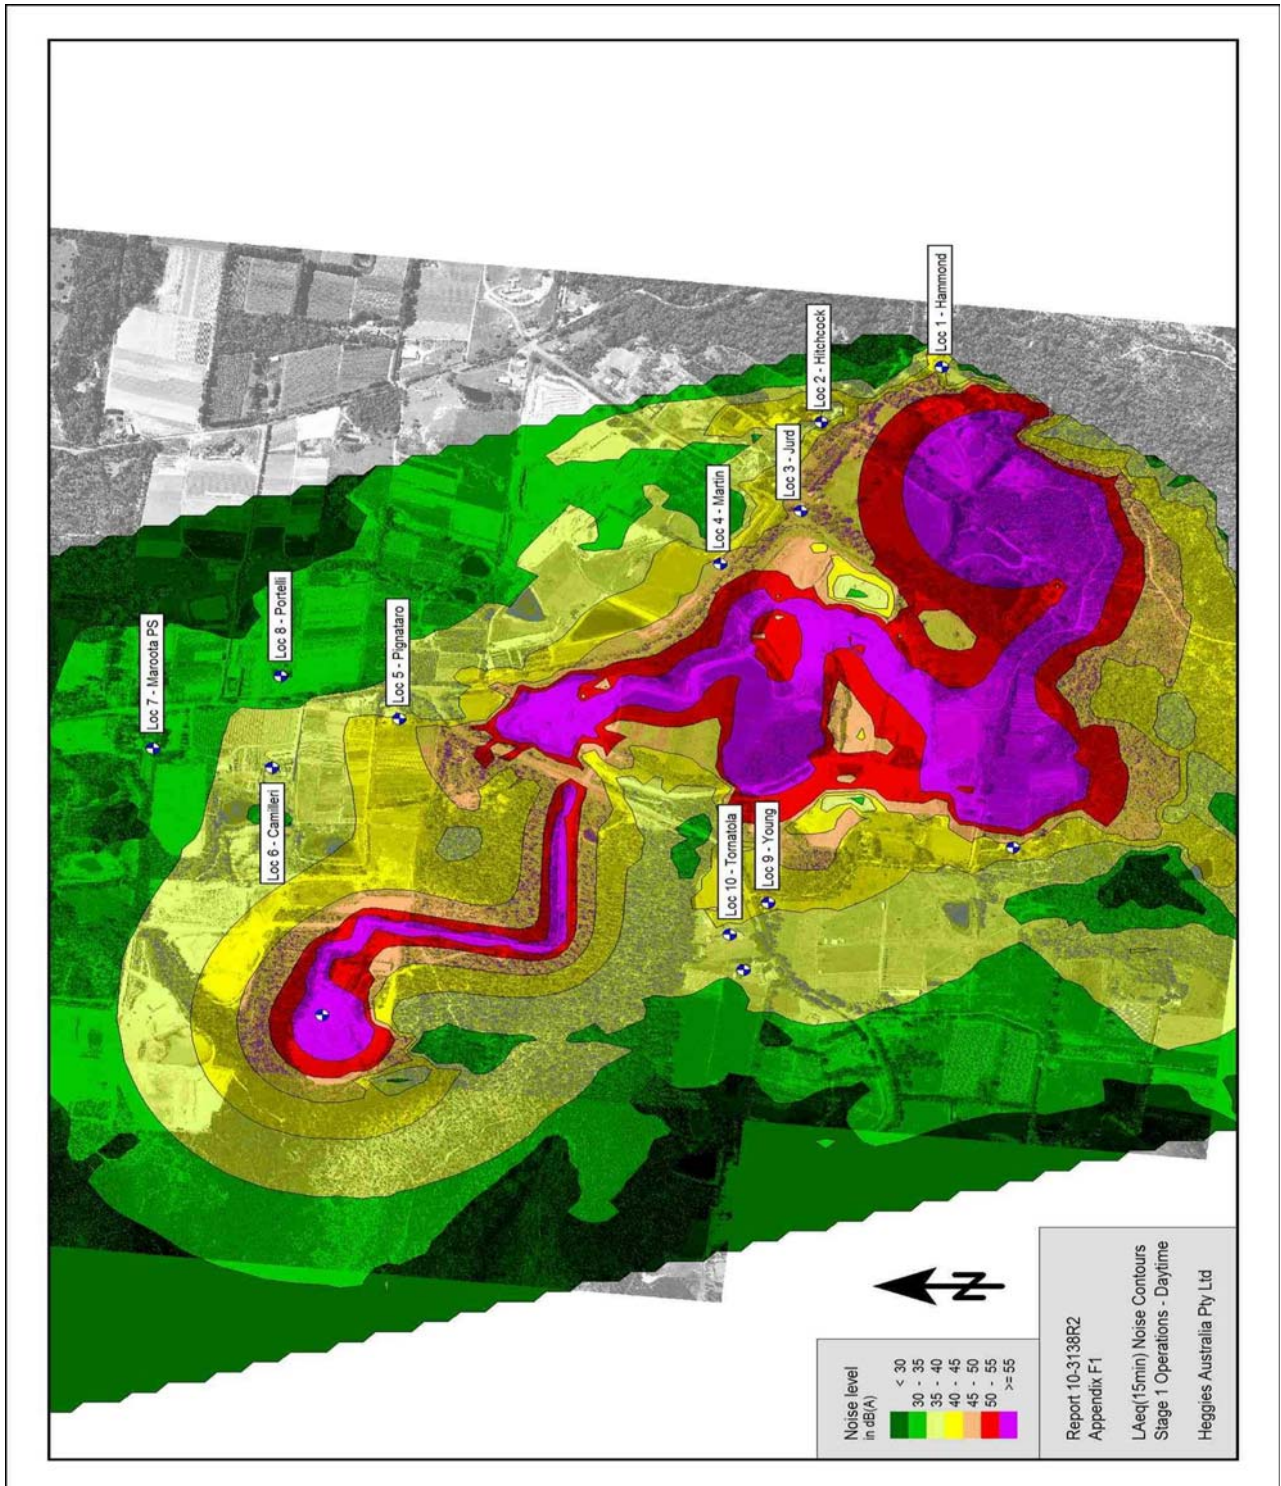 Loc 7 - Maroota PS
Loc 8 - Portelli
Loc 6 - Camilleri
Loc 5 - Pignataro
Loc 4 - Martin
Loc 3 - Jurd
Loc 2 - Hitchcock
Loc 1 - Hammond
Loc 10 - Tornatola
Loc 9 - Young
N
Noise level
in dB(A)
< 30
30 - 35
35 - 40
40 - 45
45 - 50
50 - 55
>= 55
Report 10-3138R2
Appendix F1
LAeq(15min) Noise Contours
Stage 1 Operations - Daytime
Heggies Australia Pty Ltd